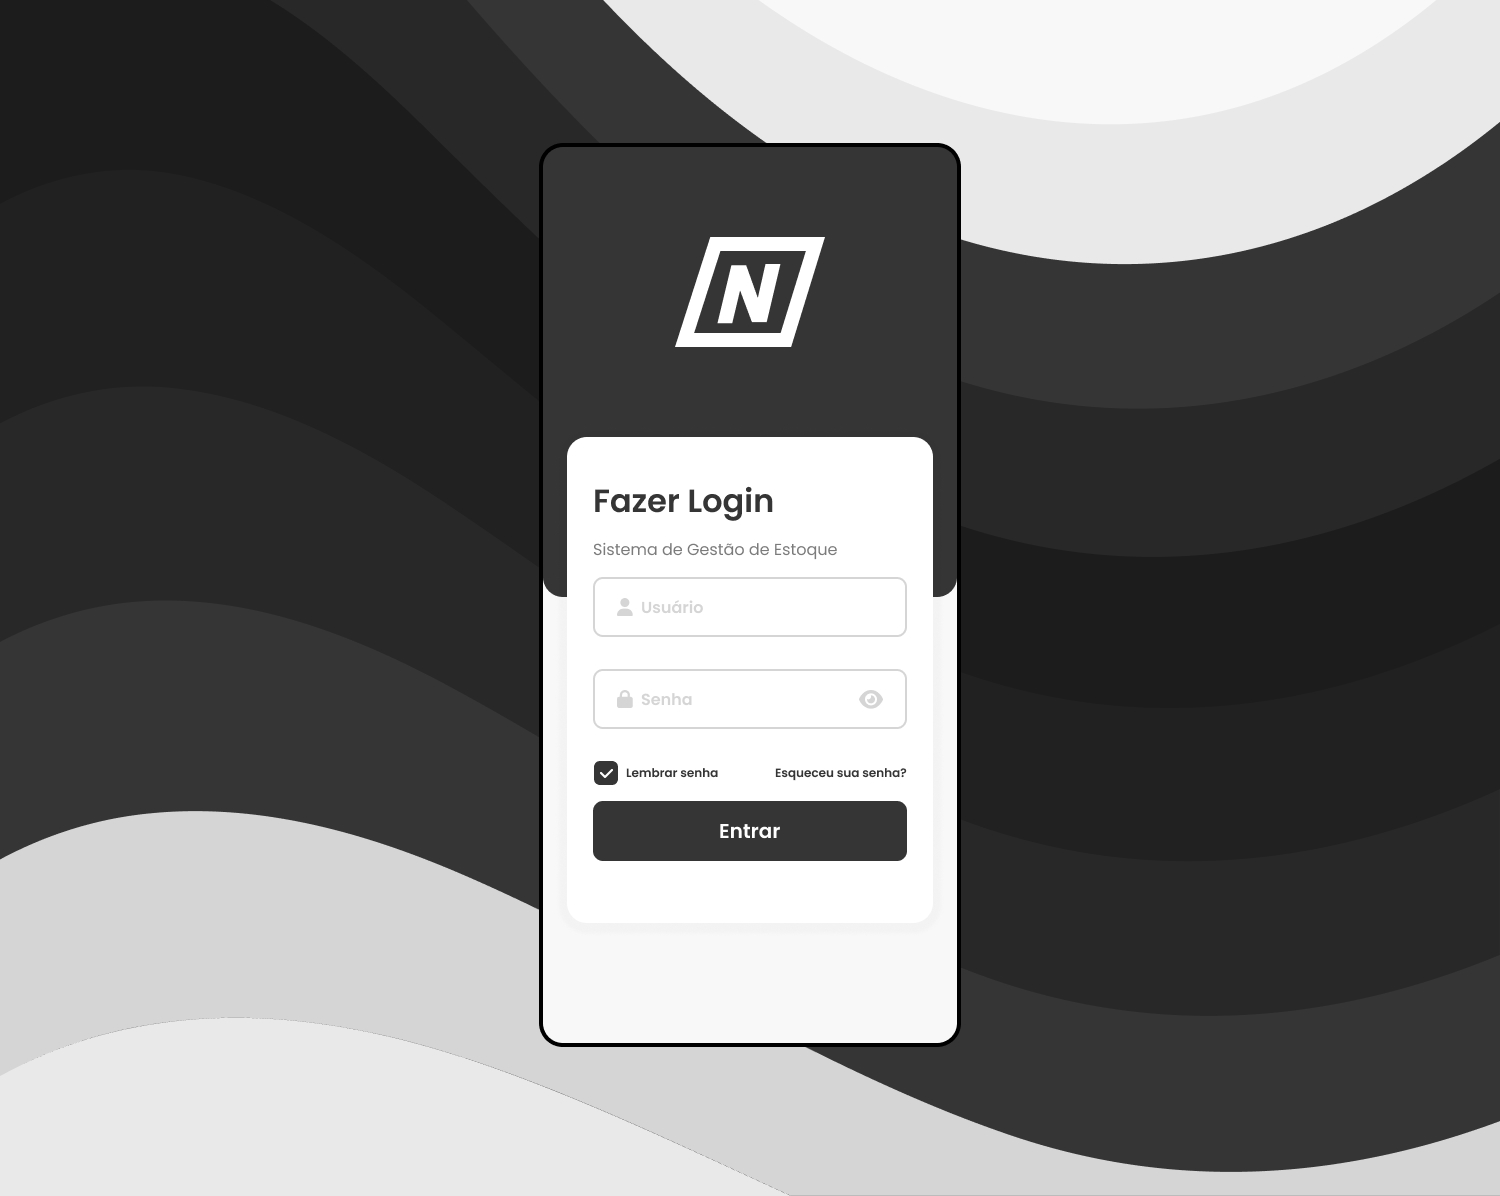 N
Fazer Login
Sistema de Gestão de Estoque
Usuário
Senha
Lembrar senha Esqueceu sua senha?
Entrar